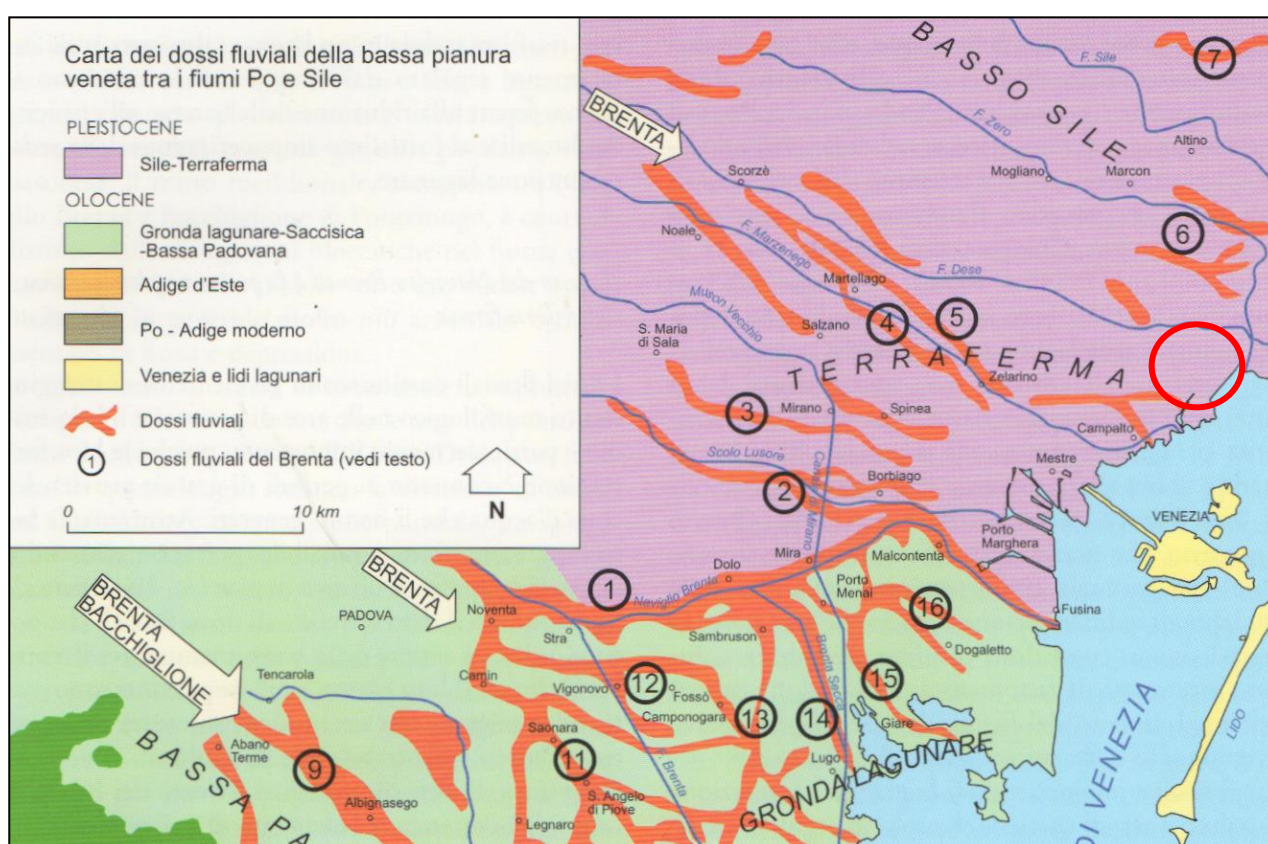 Carta dei dossi fluviali della bassa pianura
veneta tra i fiumi Po e Sile
PLEISTOCENE
Sile-Terraferma
OLOCENE
Gronda lagunare-Saccisica
-Bassa Padovana
Adige d'Este
Po - Adige moderno
Venezia e lidi lagunari
Dossi fluviali
1
Dossi fluviali del Brenta (vedi testo)
0
10 km
N
BASSO SILE
F. Sile
7
BRENTA
F. Zero
Altino
Scorzè
Mogliano
Marcon
Noale
F. Marzenego
6
F. Dese
Martellago
Muson Vecchio
S. Maria
di Sala
Salzano
4
5
TERRAFERMA
Zelarino
3
Mirano
Spinea
Campalto
Scolo Lusore
Mestre
2
Borbiago
VENEZIA
Porto
Marghera
Mira
Malcontenta
BRENTA
Dolo
1
Naviglio Brenta
Porto
Menai
16
BRENTA
BACCHIGLIONE
PADOVA
Noventa
Fusina
Stra
Sambruson
Dogaletto
Brenta Secca
Tencarola
Camin
Vigonovo
12
Fossò
15
Camponogara
13
14
Giare
Saonara
LIDO
BASSA PA
Abano
Terme
9
11
F. Brenta
Lugo
GRONDA LAGUNARE
DI VENEZIA
Albignasego
S. Angelo
di Piove
Legnaro